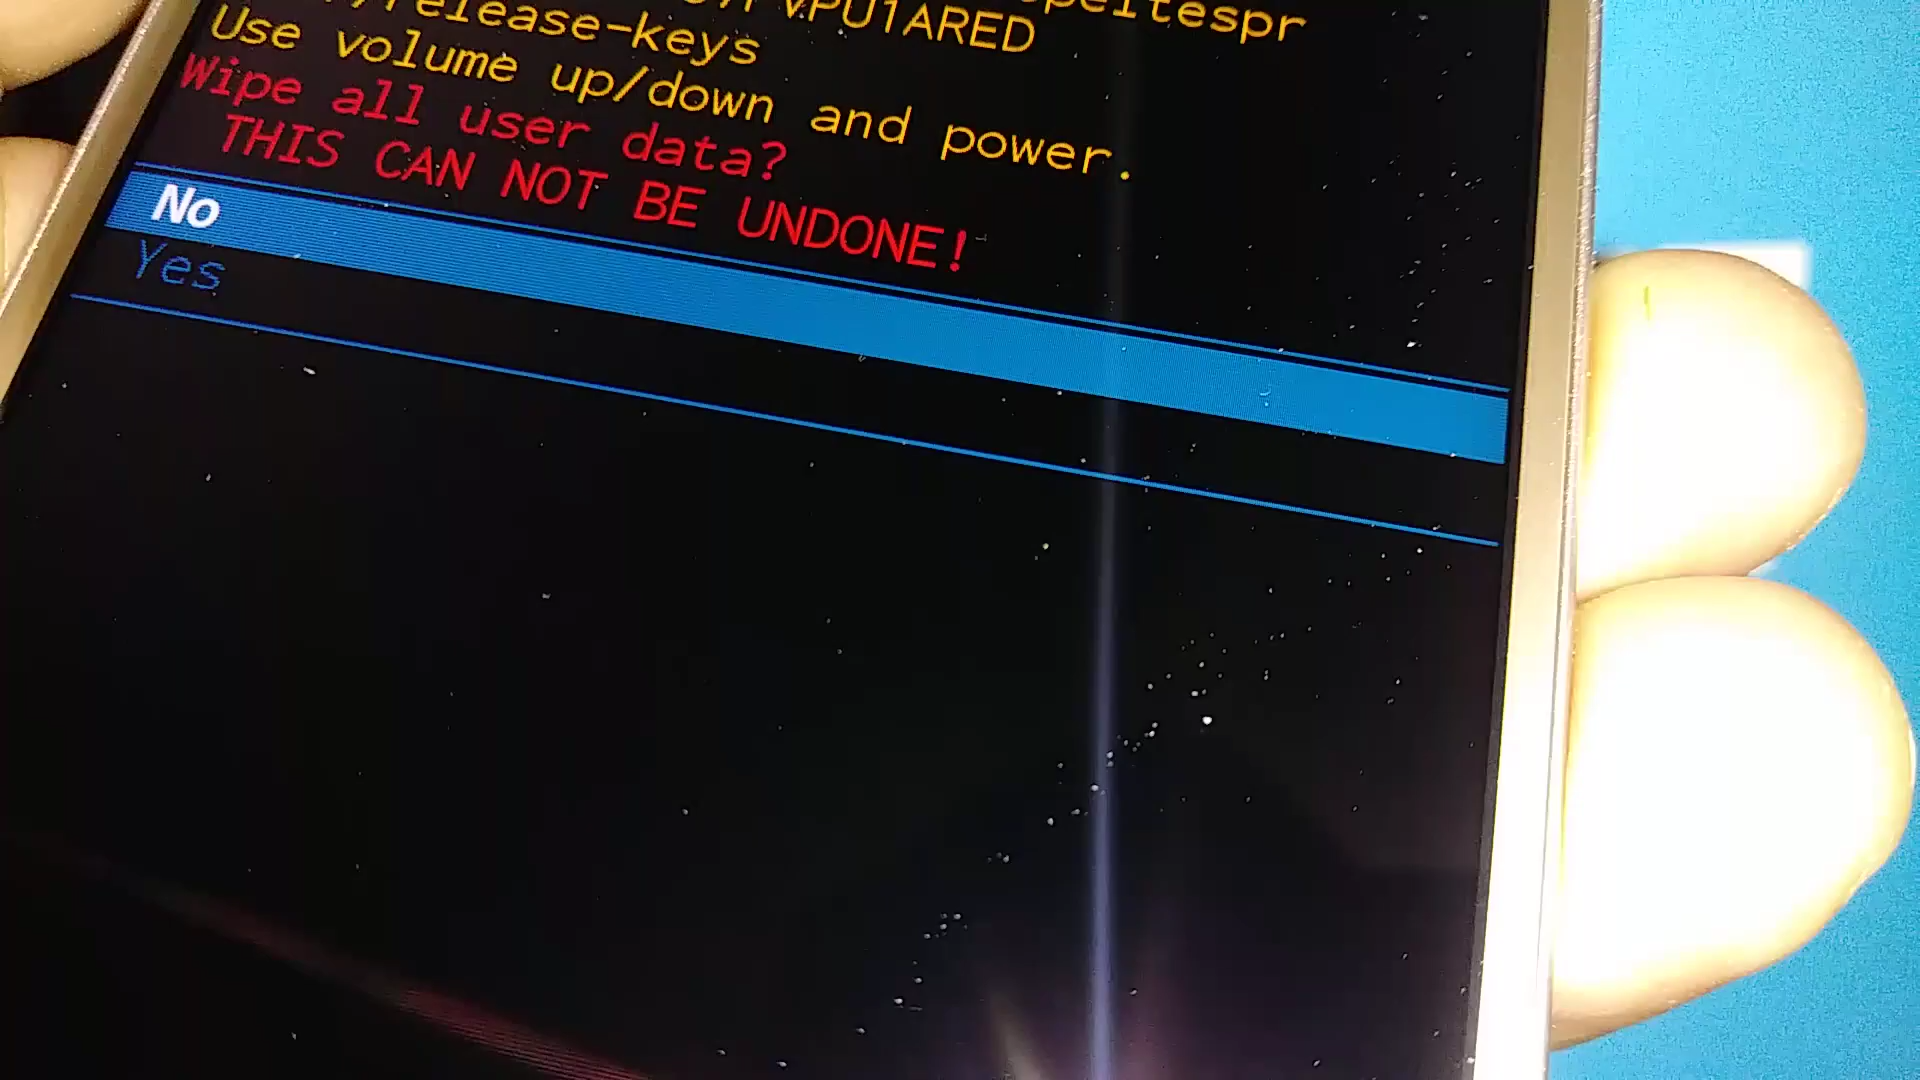 VPU1ARED
/release-keys
Use volume up/down and power.
Wipe all user data?
THIS CAN NOT BE UNDONE!
No
Yes